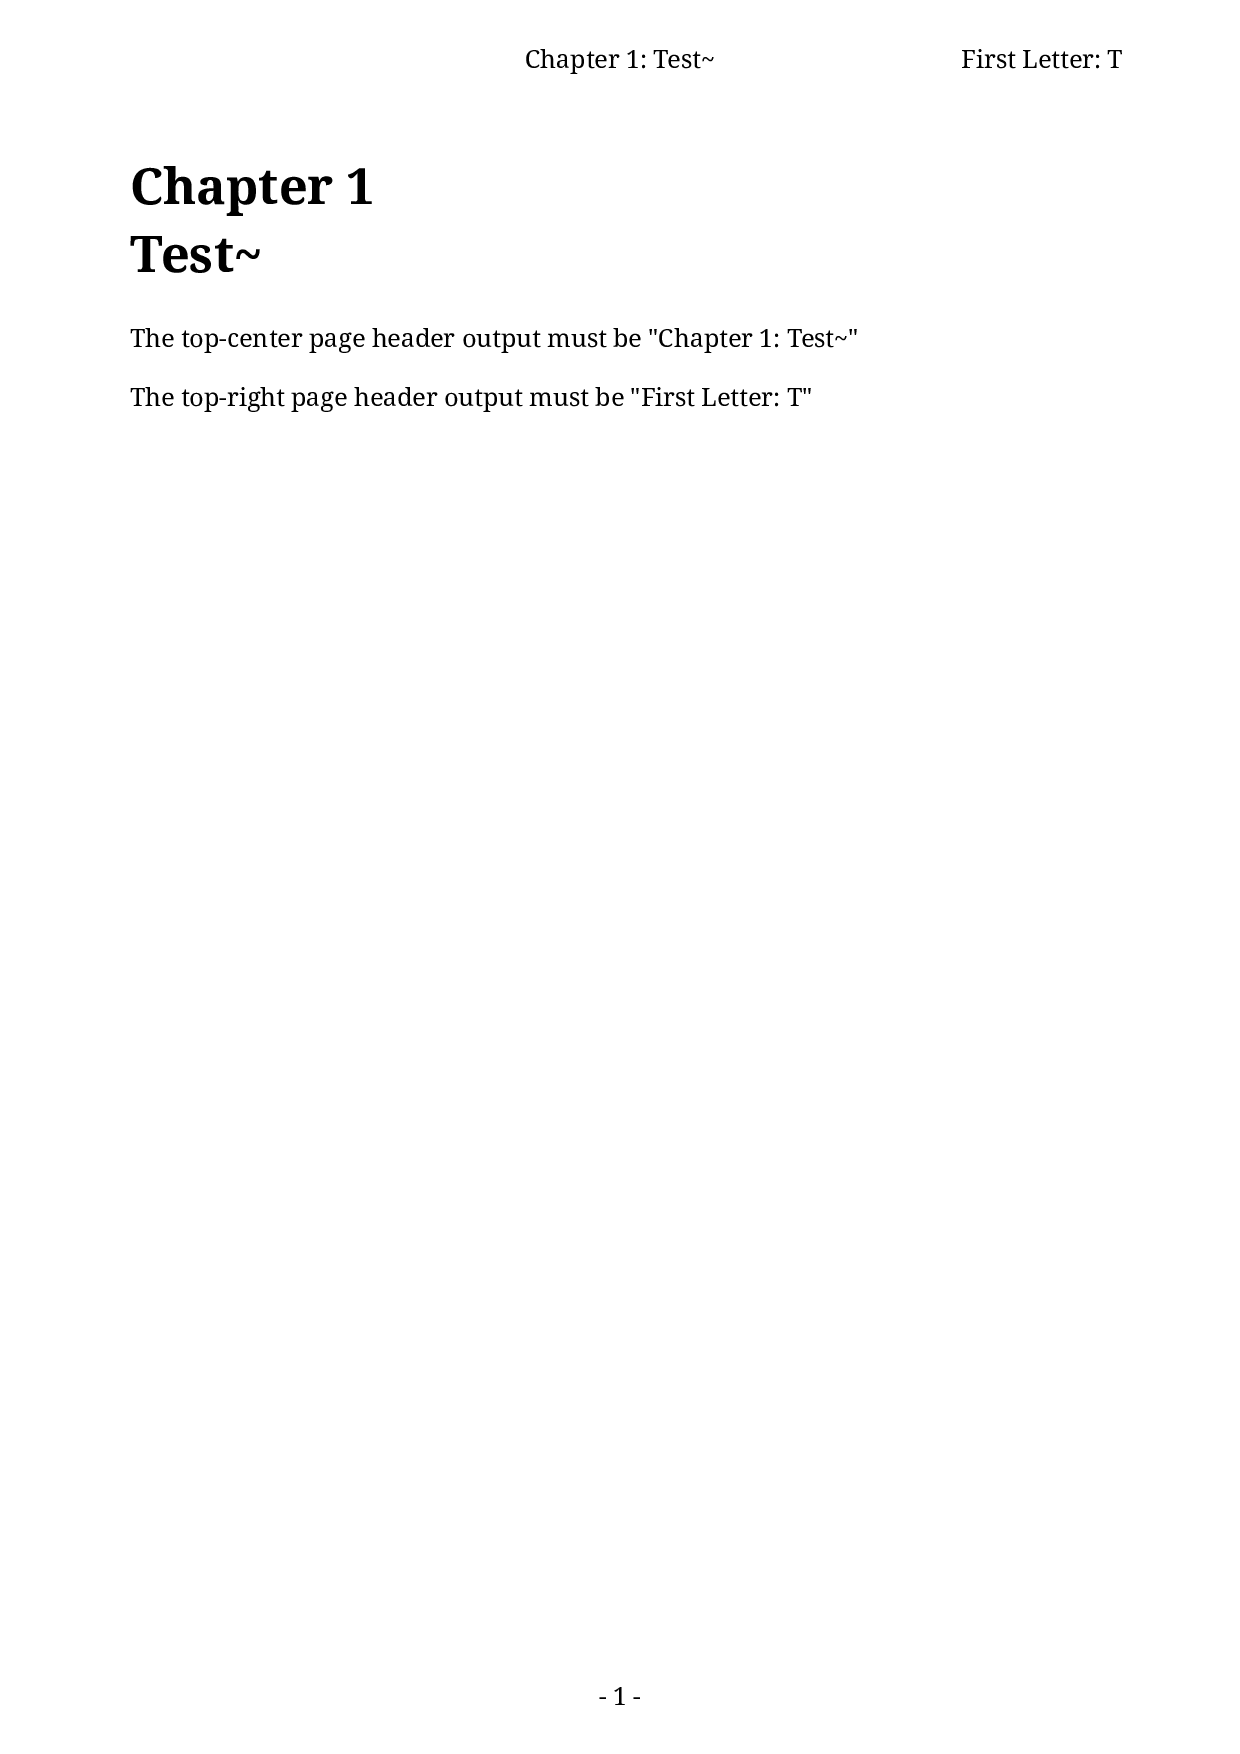 Chapter 1: Test~ First Letter: T
Chapter 1
Test~
The top-center page header output must be "Chapter 1: Test~"
The top-right page header output must be "First Letter: T"
- 1 -